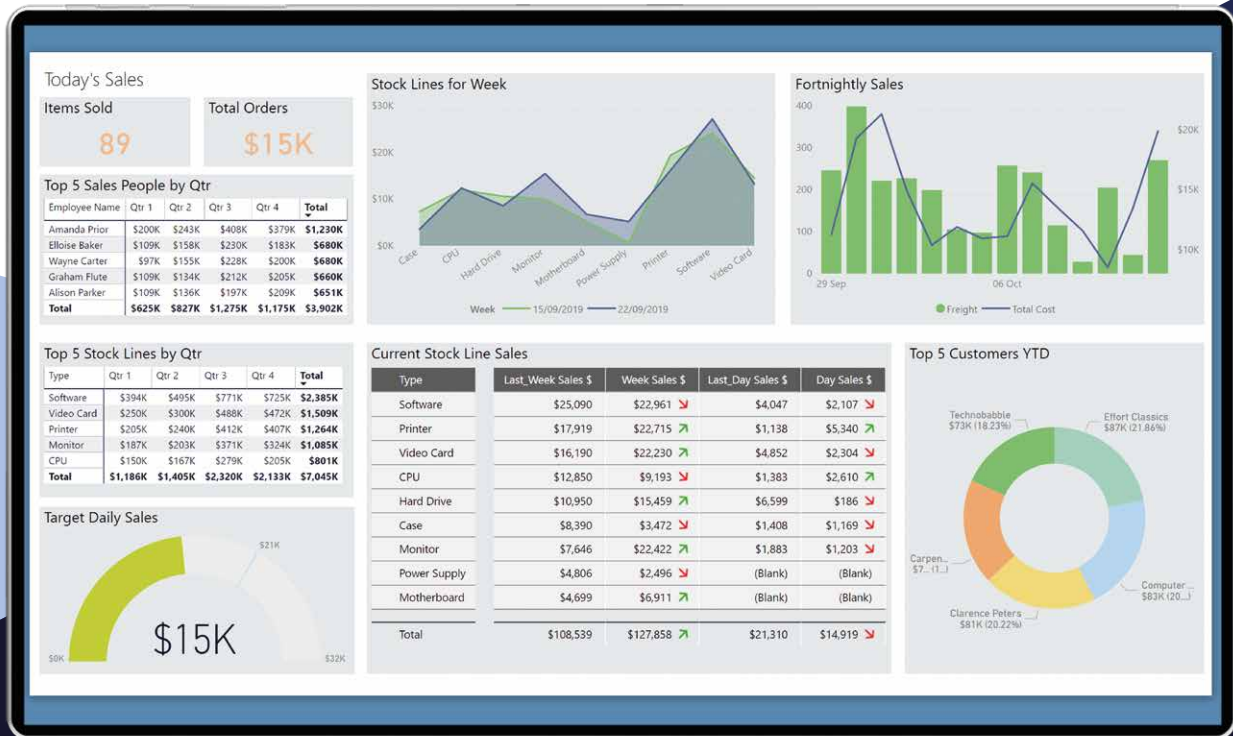 Today's Sales
Items Sold
89
Total Orders
$15K
Top 5 Sales People by Qtr
Employee Name Qtr 1 Qtr 2 Qtr 3 Qtr 4 Total
Amanda Prior $200K $243K $408K $379K $1,230K
Elloise Baker $109K $158K $230K $183K $680K
Wayne Carter $97K $155K $228K $200K $680K
Graham Flute $109K $134K $212K $205K $660K
Alison Parker $109K $136K $197K $209K $651K
Total $625K $827K $1,275K $1,175K $3,902K
Stock Lines for Week
$30K
$20K
$10K
$0K
Case CPU Hard Drive Monitor Motherboard Power Supply Printer Software Video Card
Week 15/09/2019 22/09/2019
Fortnightly Sales
400
300
200
100
0
$20K
$15K
$10K
29 Sep 06 Oct
Freight Total Cost
Top 5 Stock Lines by Qtr
Type Qtr 1 Qtr 2 Qtr 3 Qtr 4 Total
Software $394K $495K $771K $725K $2,385K
Video Card $250K $300K $488K $472K $1,509K
Printer $205K $240K $412K $407K $1,264K
Monitor $187K $203K $371K $324K $1,085K
CPU $150K $167K $279K $205K $801K
Total $1,186K $1,405K $2,320K $2,133K $7,045K
Target Daily Sales
$21K
$15K
$0K
$32K
Current Stock Line Sales
Type Last_Week Sales $ Week Sales $ Last_Day Sales $ Day Sales $
Software $25,090 $22,961 $4,047 $2,107
Printer $17,919 $22,715 $1,138 $5,340
Video Card $16,190 $22,230 $4,852 $2,304
CPU $12,850 $9,193 $1,383 $2,610
Hard Drive $10,950 $15,459 $6,599 $186
Case $8,390 $3,472 $1,408 $1,169
Monitor $7,646 $22,422 $1,883 $1,203
Power Supply $4,806 $2,496 (Blank) (Blank)
Motherboard $4,699 $6,911 (Blank) (Blank)
Total $108,539 $127,858 $21,310 $14,919
Top 5 Customers YTD
Technobabble
$73K (18.23%)
Effort Classics
$87K (21.86%)
Carpen...
$7... (1...)
Computer ...
$83K (20...)
Clarence Peters
$81K (20.22%)